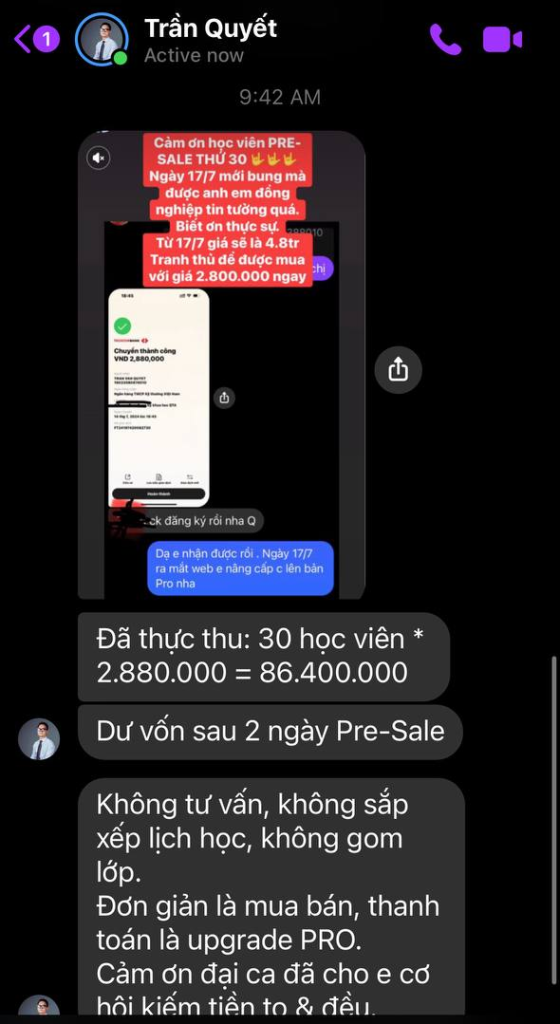 1
Trần Quyết
Active now
9:42 AM
Cảm ơn học viên PRE-
SALE THỨ 30 🤟🤟🤟
Ngày 17/7 mới bung mà
được anh em đồng
nghiệp tin tưởng quá.
Biết ơn thực sự.
Từ 17/7 giá sẽ là 4.8tr
Tranh thủ để được mua
với giá 2.800.000 ngay
chị
Chuyển thành công
VND 2,880,000
ck đăng ký rồi nha Q
Dạ e nhận được rồi . Ngày 17/7
ra mắt web e nâng cấp c lên bản
Pro nha
Đã thực thu: 30 học viên *
2.880.000 = 86.400.000
Dư vốn sau 2 ngày Pre-Sale
Không tư vấn, không sắp
xếp lịch học, không gom
lớp.
Đơn giản là mua bán, thanh
toán là upgrade PRO.
Cảm ơn đại ca đã cho e cơ
hội kiếm tiền to & đều.